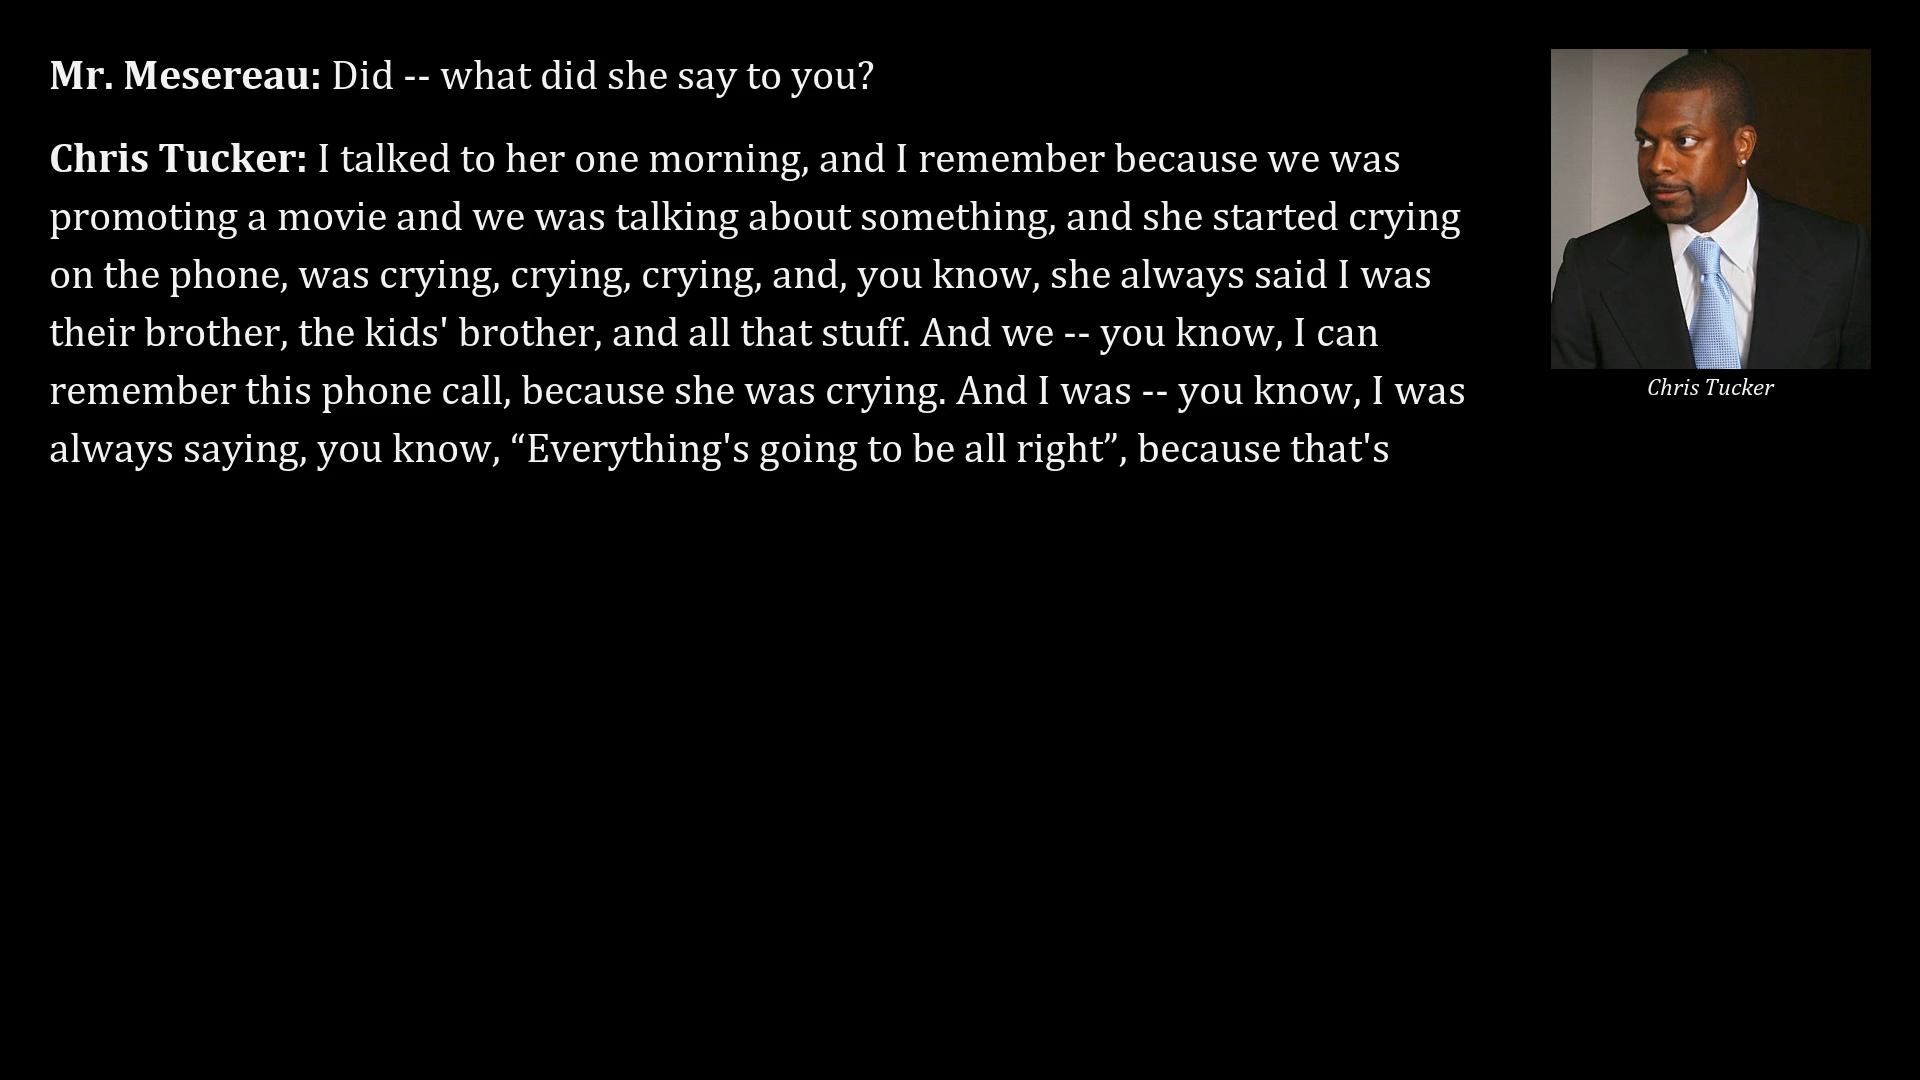 Mr. Mesereau: Did -- what did she say to you?
Chris Tucker: I talked to her one morning, and I remember because we was
promoting a movie and we was talking about something, and she started crying
on the phone, was crying, crying, crying, and, you know, she always said I was
their brother, the kids' brother, and all that stuff. And we -- you know, I can
remember this phone call, because she was crying. And I was -- you know, I was
always saying, you know, “Everything's going to be all right”, because that's
Chris Tucker